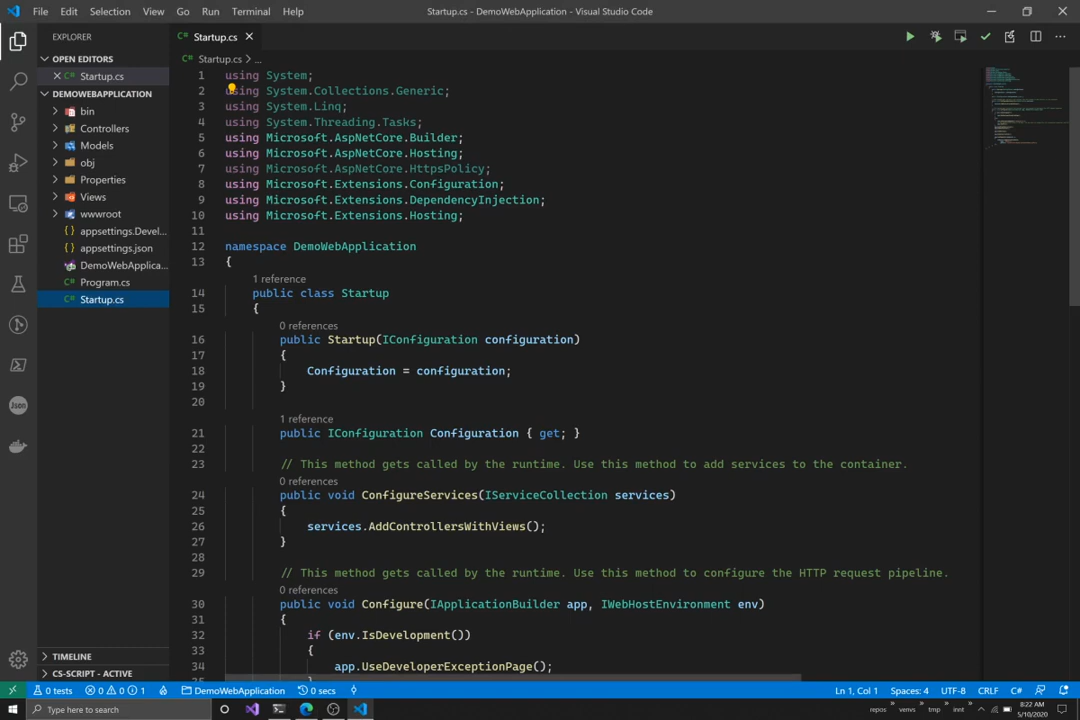 File Edit Selection View Go Run Terminal Help
Startup.cs - DemoWebApplication - Visual Studio Code
EXPLORER
OPEN EDITORS
C# Startup.cs
DEMOWEBAPPLICATION
bin
Controllers
Models
obj
Properties
Views
wwwroot
{} appsettings.Devel...
{} appsettings.json
DemoWebApplica...
C# Program.cs
C# Startup.cs
TIMELINE
CS-SCRIPT - ACTIVE
Json
C# Startup.cs
C# Startup.cs > ...
1 using System;
2 using System.Collections.Generic;
3 using System.Linq;
4 using System.Threading.Tasks;
5 using Microsoft.AspNetCore.Builder;
6 using Microsoft.AspNetCore.Hosting;
7 using Microsoft.AspNetCore.HttpsPolicy;
8 using Microsoft.Extensions.Configuration;
9 using Microsoft.Extensions.DependencyInjection;
10 using Microsoft.Extensions.Hosting;
11
12 namespace DemoWebApplication
13 {
1 reference
14 public class Startup
15 {
0 references
16 public Startup(IConfiguration configuration)
17 {
18 Configuration = configuration;
19 }
20
1 reference
21 public IConfiguration Configuration { get; }
22
23 // This method gets called by the runtime. Use this method to add services to the container.
0 references
24 public void ConfigureServices(IServiceCollection services)
25 {
26 services.AddControllersWithViews();
27 }
28
29 // This method gets called by the runtime. Use this method to configure the HTTP request pipeline.
0 references
30 public void Configure(IApplicationBuilder app, IWebHostEnvironment env)
31 {
32 if (env.IsDevelopment())
33 {
34 app.UseDeveloperExceptionPage();
0 tests 0 0 1 DemoWebApplication 0 secs
Ln 1, Col 1 Spaces: 4 UTF-8 CRLF C#
Type here to search
repos » venvs » tmp » innt »
8:22 AM
5/10/2020